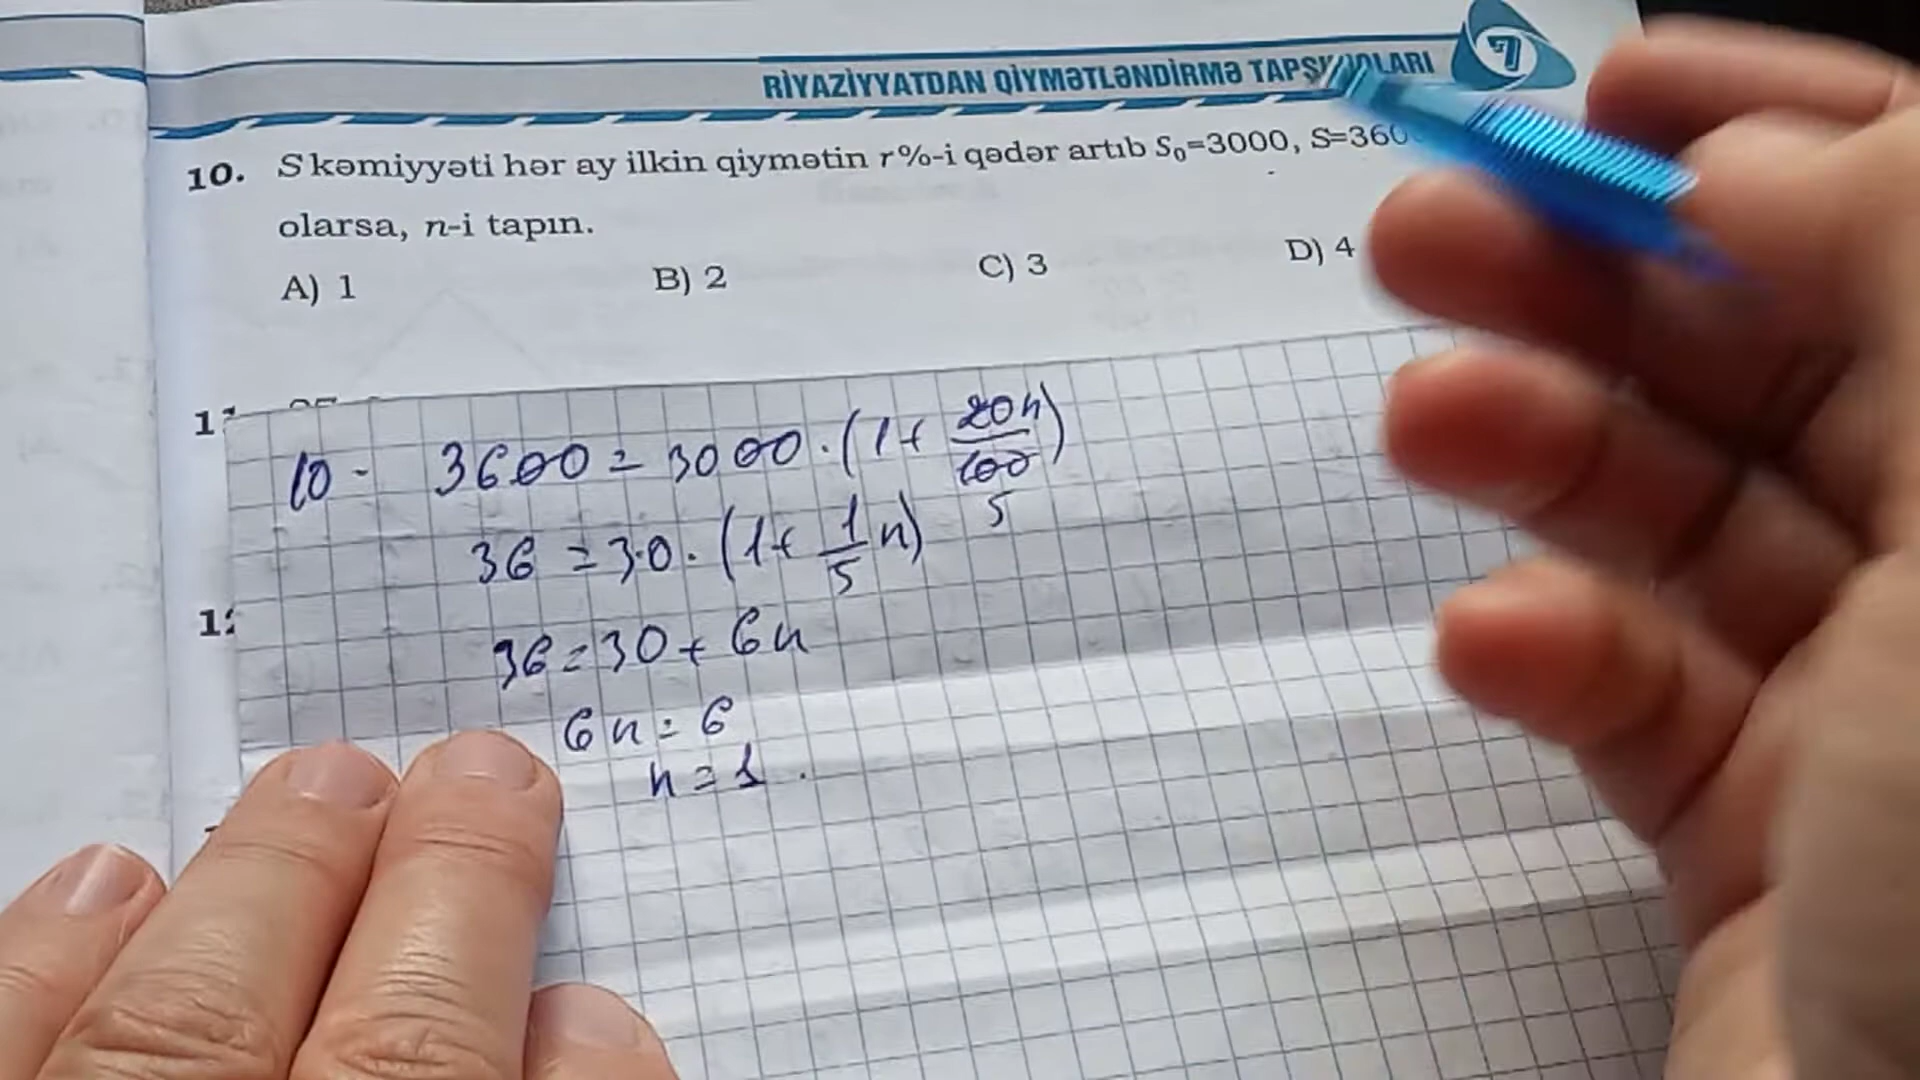 RİYAZİYYATDAN QİYMƏTLƏNDİRMƏ
7
10. S kəmiyyəti hər ay ilkin qiymətin r%-i qədər artıb S₀=3000,
olarsa, n-i tapın.
A) 1 B) 2 C) 3 D) 4
10. 3600 = 3000 · (1 + 20n/100)
5
36 = 30 · (1 + 1/5 n)
36 = 30 + 6n
6n = 6
n = 1.